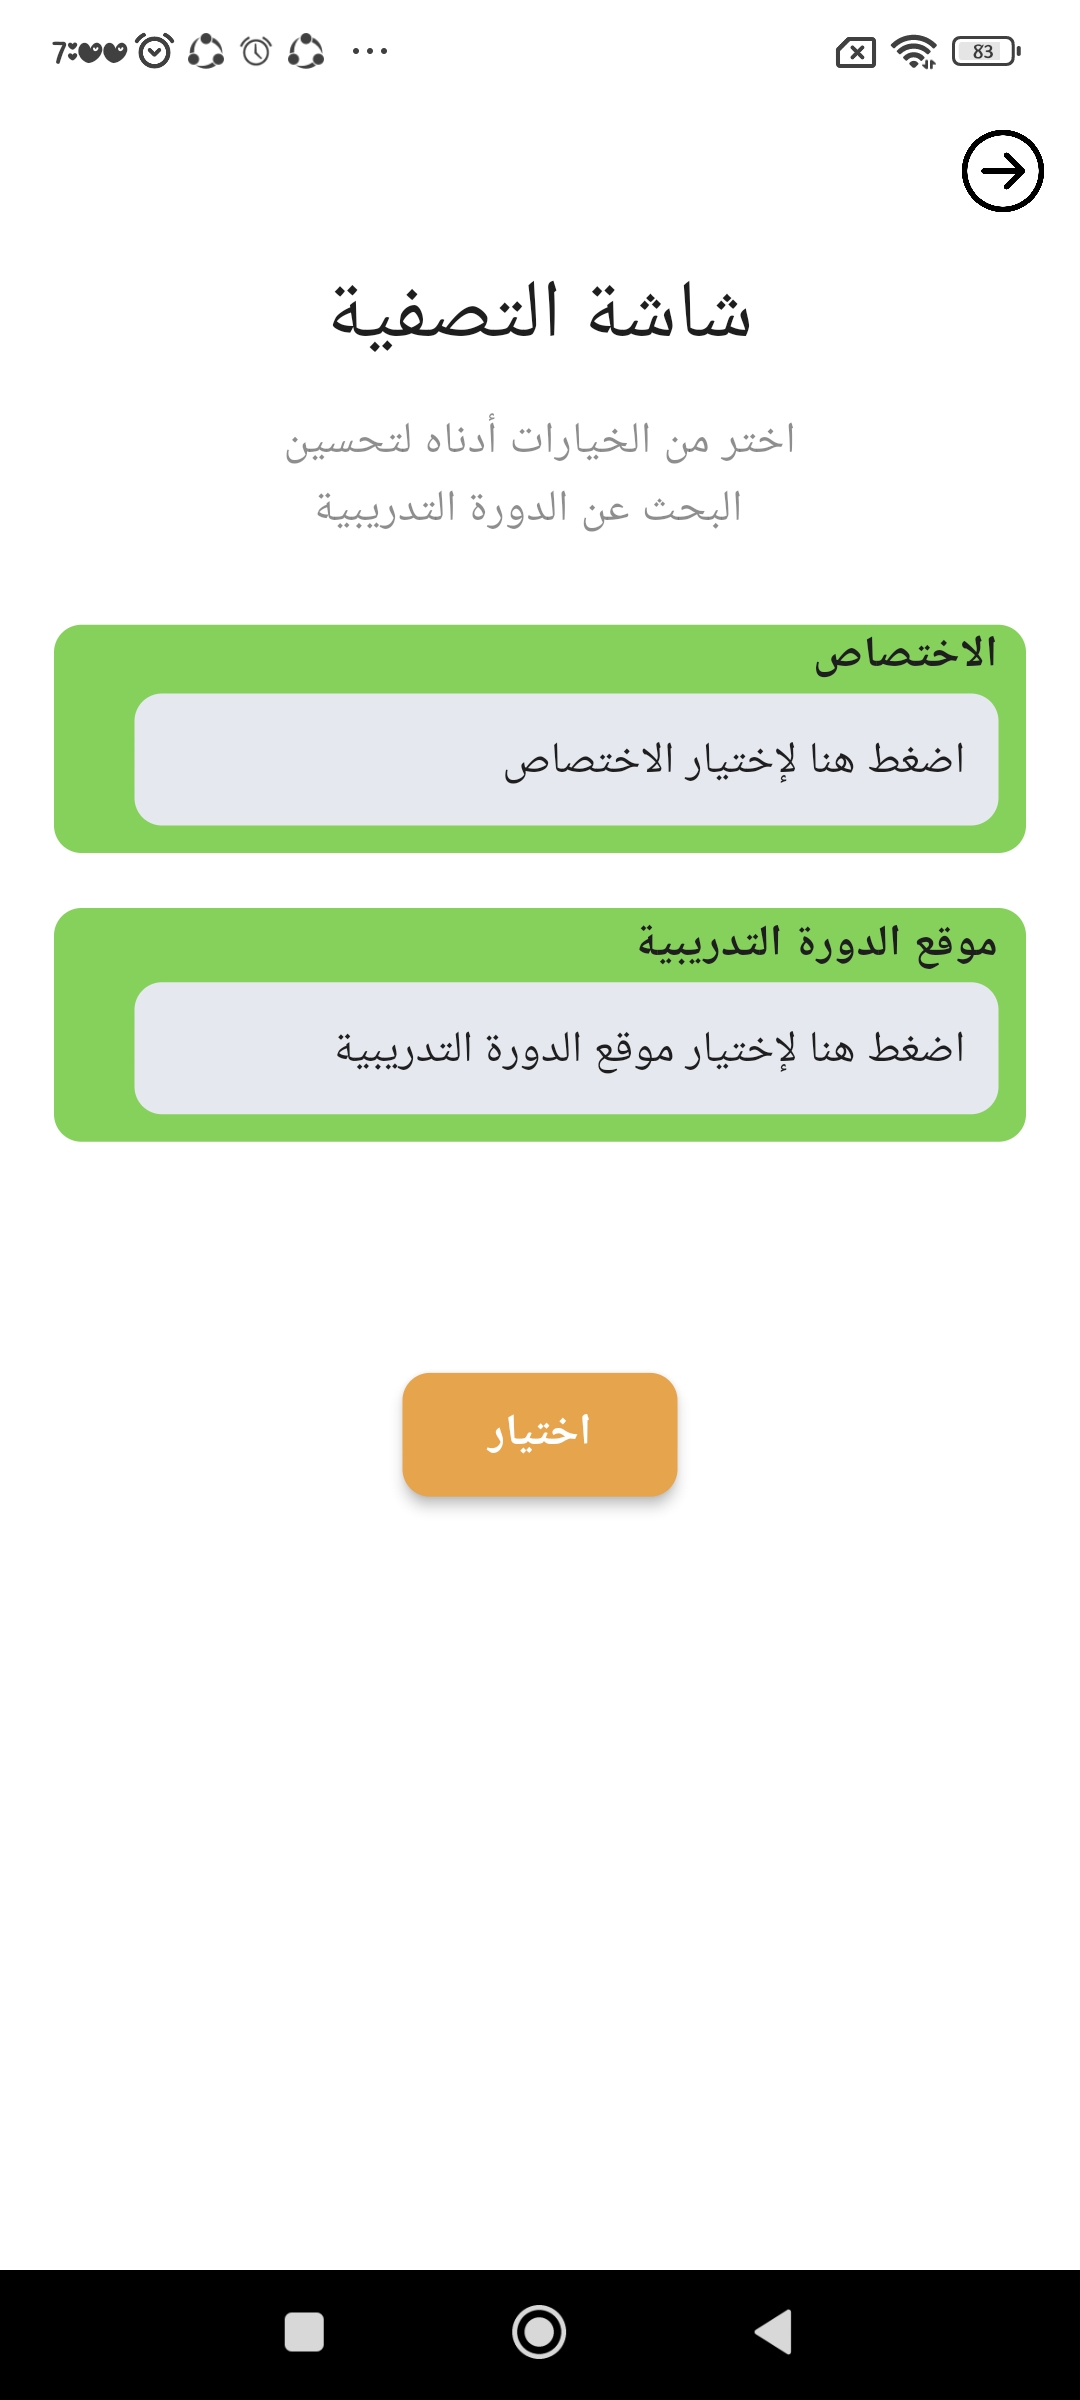 83
شاشة التصفية
اختر من الخيارات أدناه لتحسين
البحث عن الدورة التدريبية
الاختصاص
اضغط هنا لإختيار الاختصاص
موقع الدورة التدريبية
اضغط هنا لإختيار موقع الدورة التدريبية
اختيار